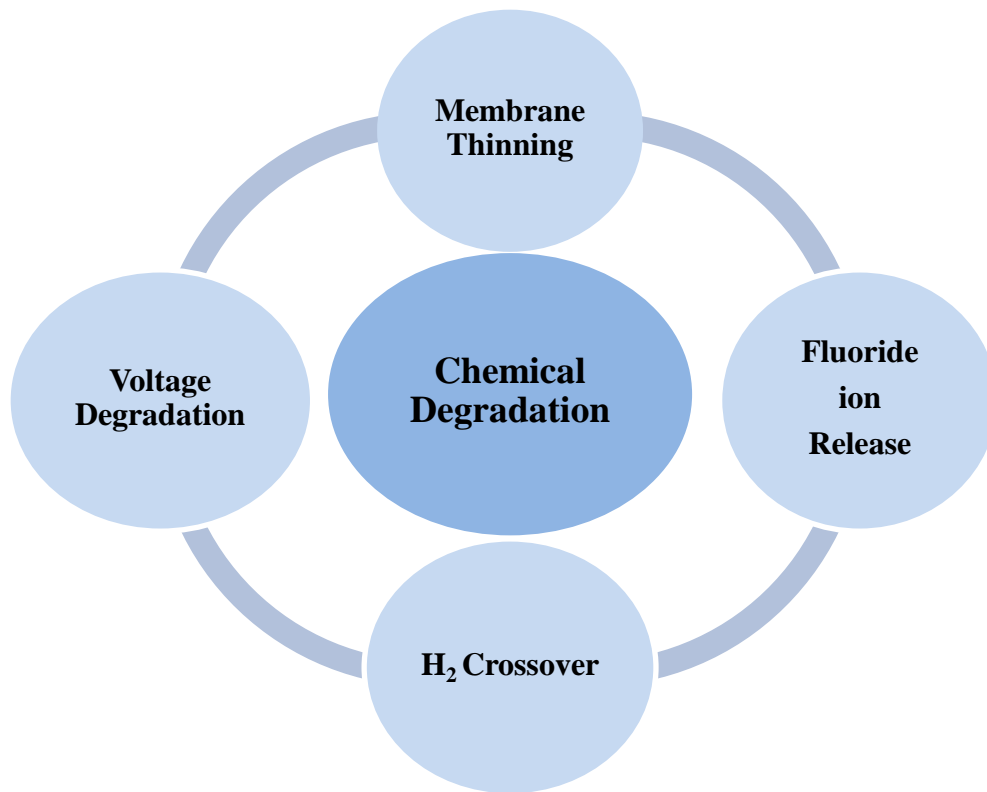 Membrane
Thinning
Chemical
Degradation
Voltage
Degradation
Fluoride
ion
Release
H₂ Crossover